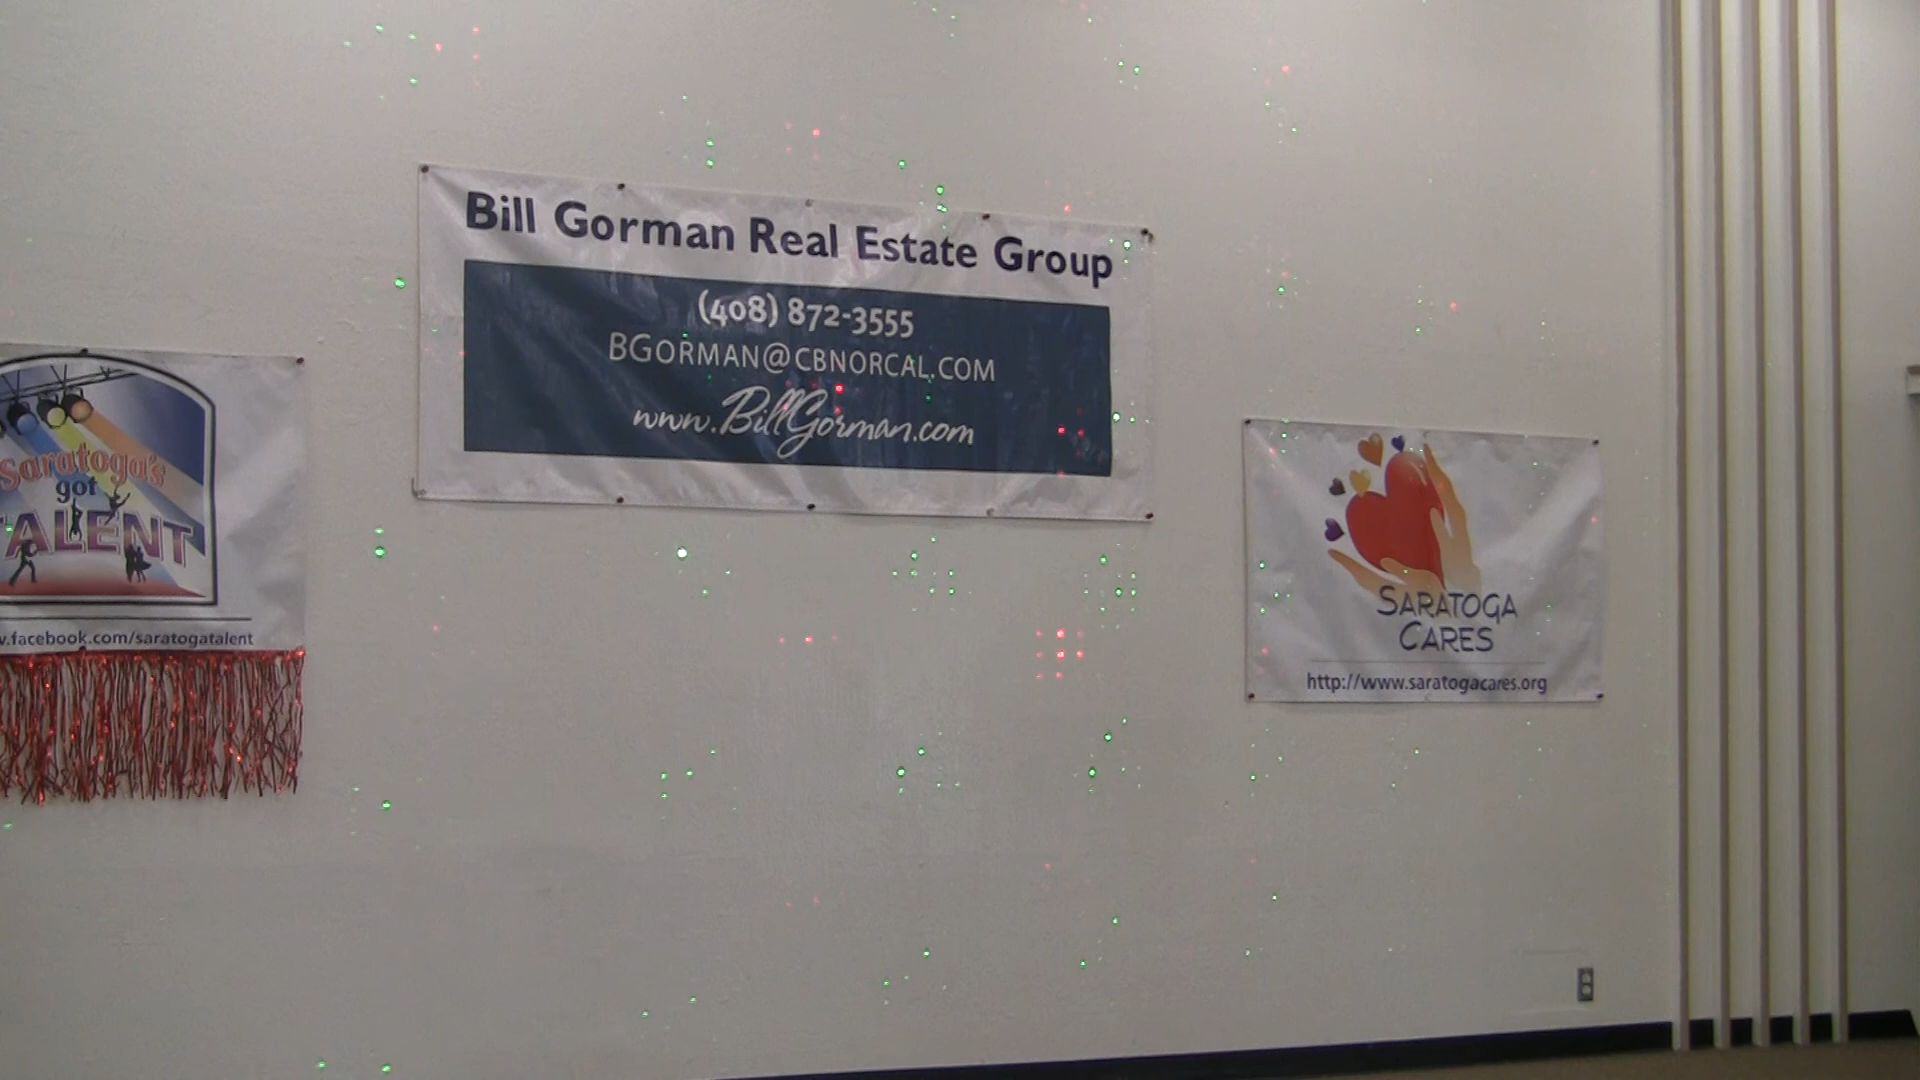 Bill Gorman Real Estate Group
(408) 872-3555
BGORMAN@CBNORCAL.COM
www.BillGorman.com
Saratoga's
got
TALENT
.facebook.com/saratogatalent
SARATOGA
CARES
http://www.saratogacares.org